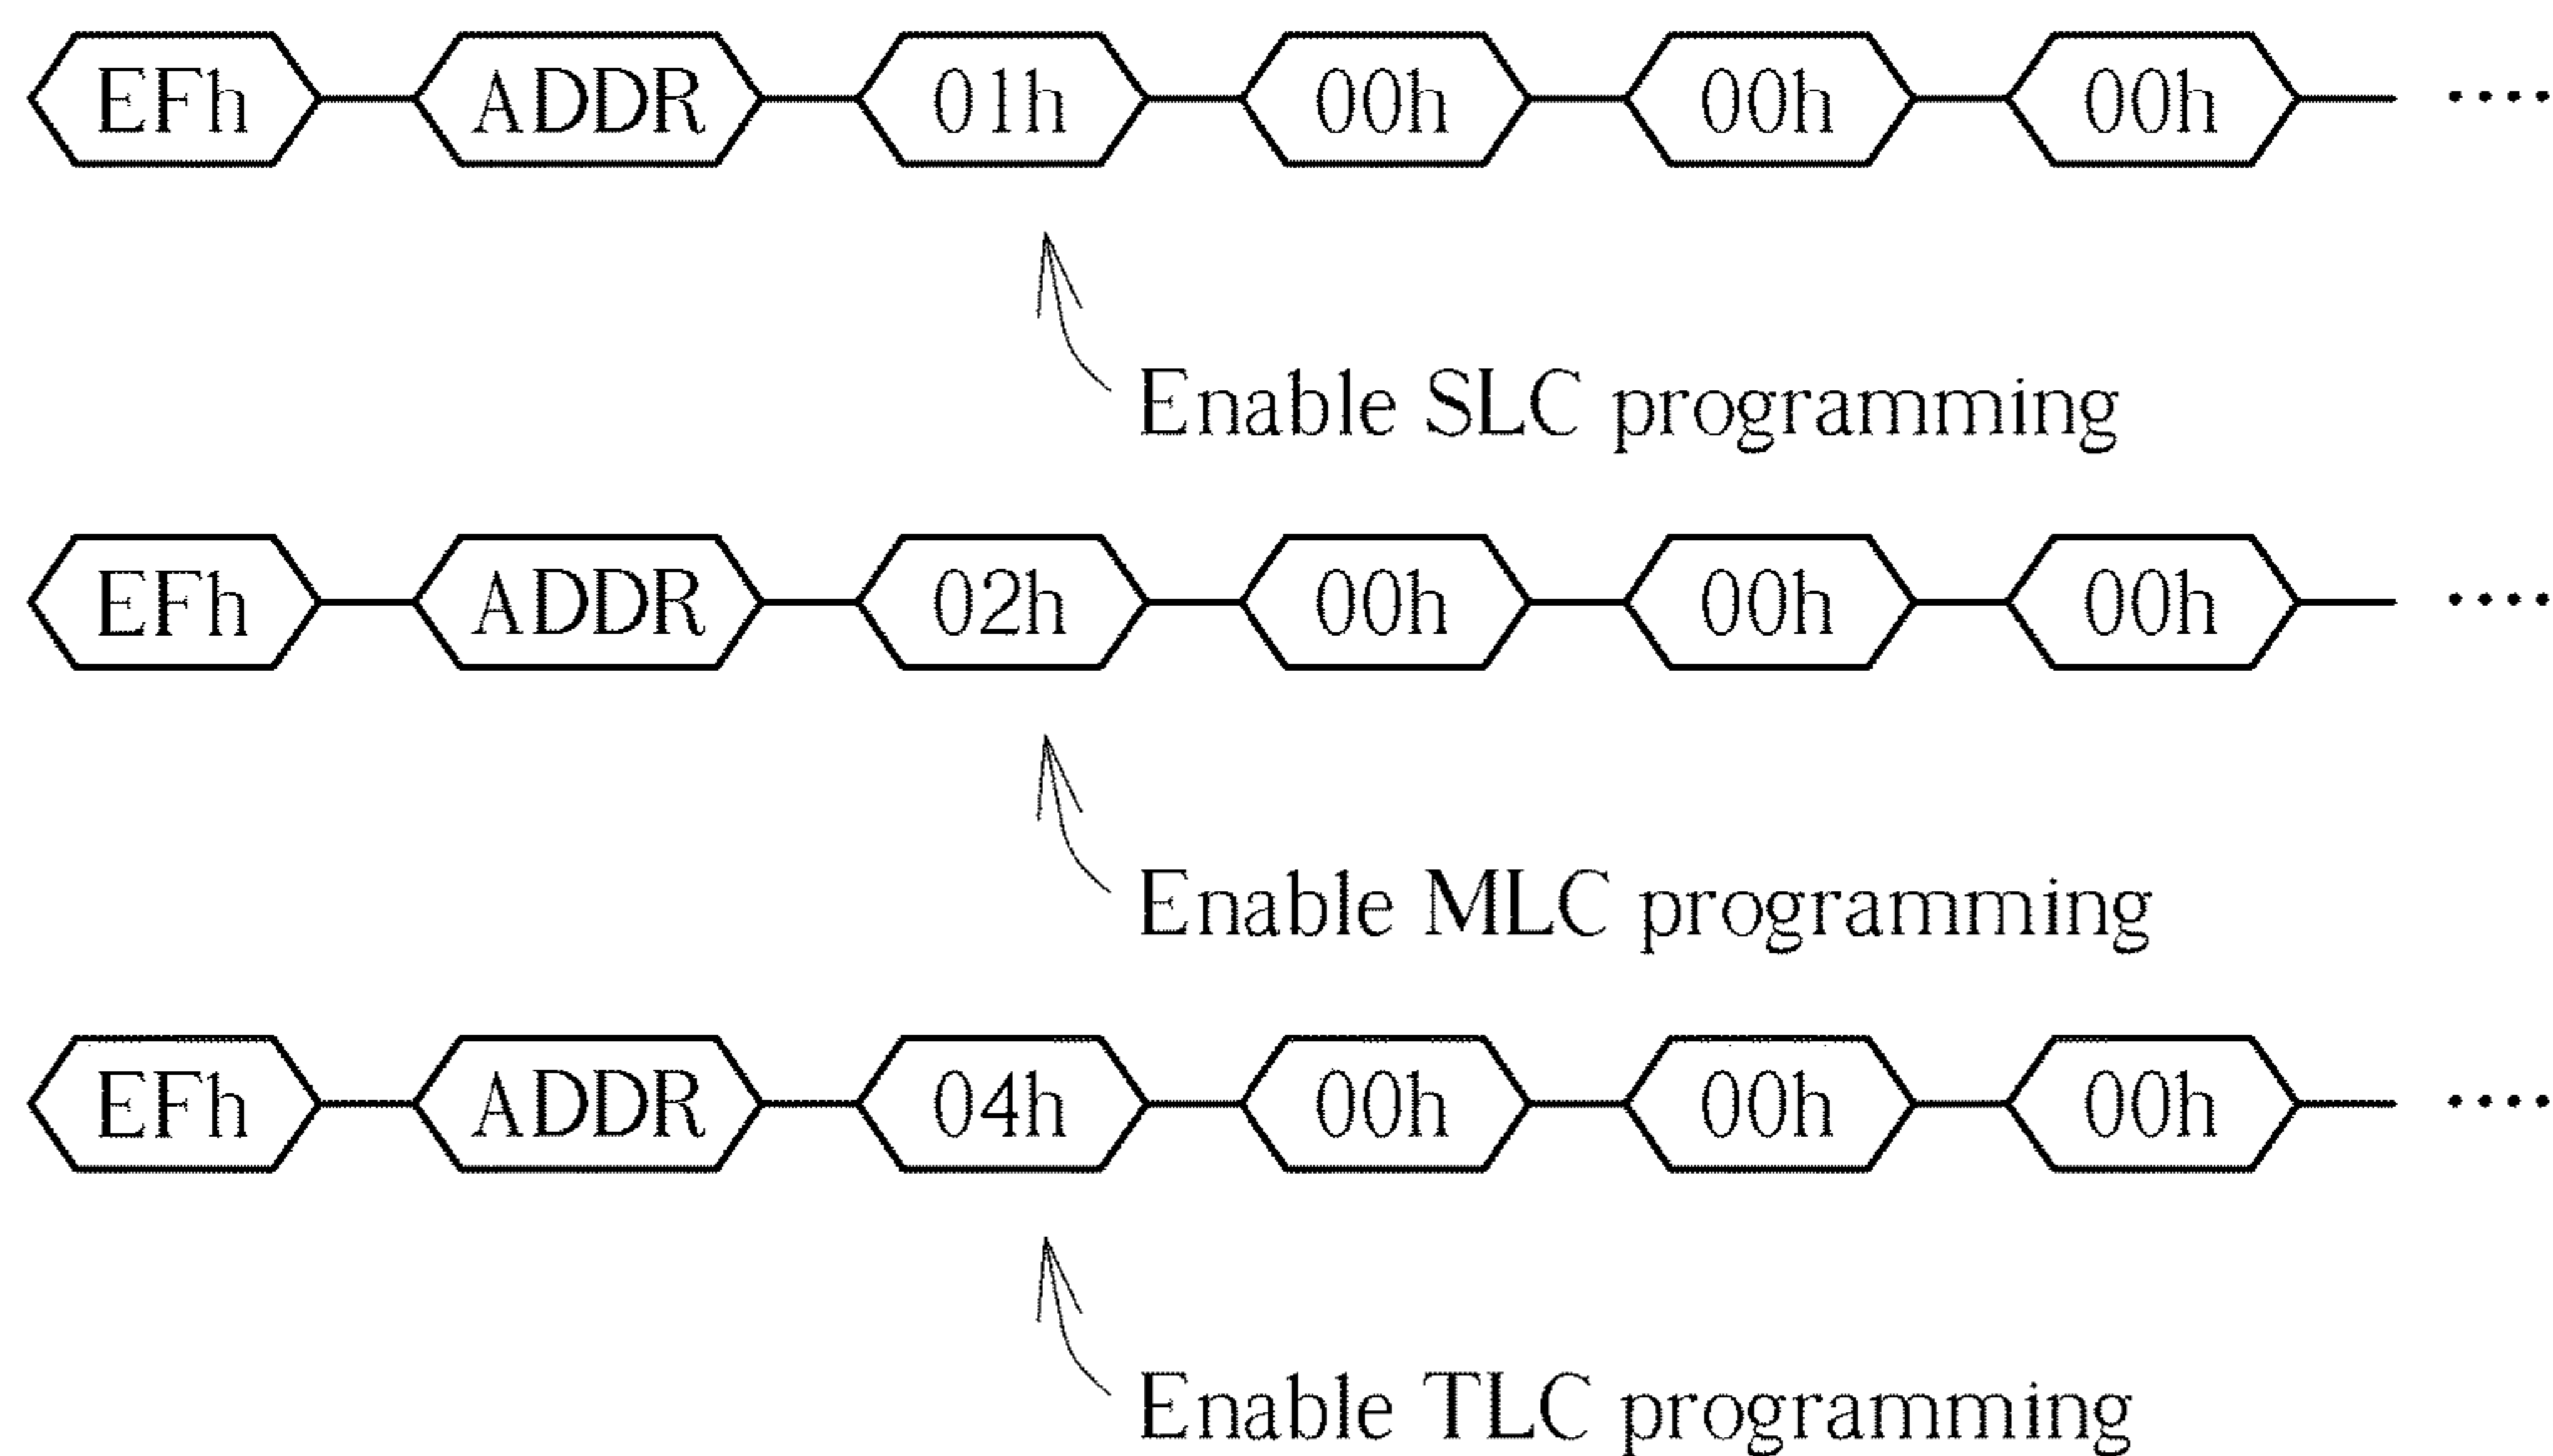 EFh ADDR 01h 00h 00h 00h ....
Enable SLC programming
EFh ADDR 02h 00h 00h 00h ....
Enable MLC programming
EFh ADDR 04h 00h 00h 00h ....
Enable TLC programming